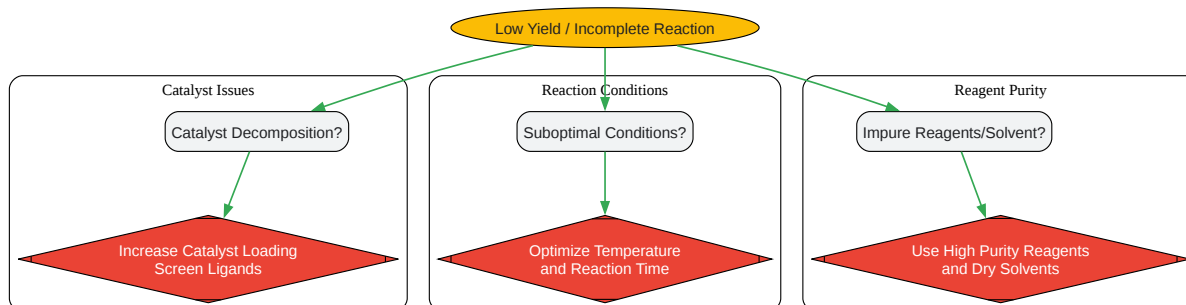 Low Yield / Incomplete Reaction
Catalyst Issues
Reaction Conditions
Reagent Purity
Catalyst Decomposition?
Suboptimal Conditions?
Impure Reagents/Solvent?
Increase Catalyst Loading
Screen Ligands
Optimize Temperature
and Reaction Time
Use High Purity Reagents
and Dry Solvents